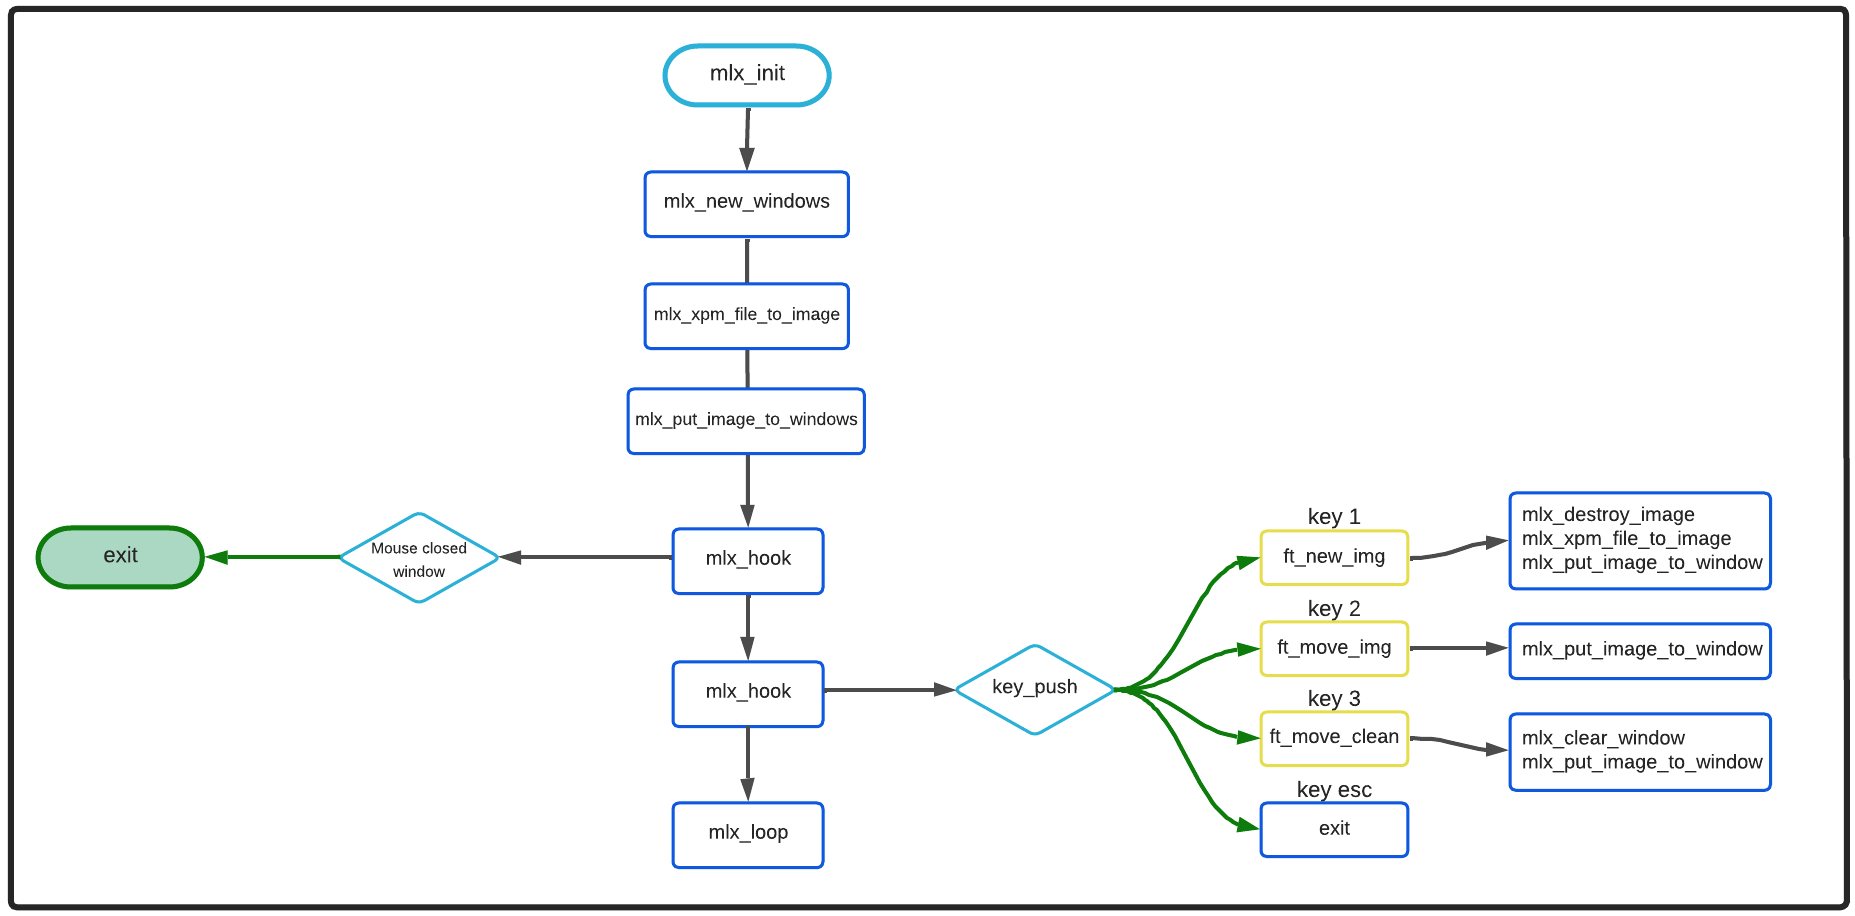 mlx_init
mlx_new_windows
mlx_xpm_file_to_image
mlx_put_image_to_windows
mlx_hook
Mouse closed
window
exit
mlx_hook
key_push
key 1
ft_new_img
mlx_destroy_image
mlx_xpm_file_to_image
mlx_put_image_to_window
key 2
ft_move_img
mlx_put_image_to_window
key 3
ft_move_clean
mlx_clear_window
mlx_put_image_to_window
key esc
exit
mlx_loop